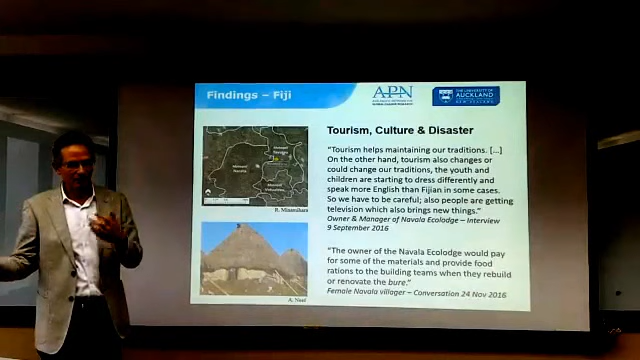 Findings – Fiji
APN
THE UNIVERSITY OF
AUCKLAND
NEW ZEALAND
Tourism, Culture & Disaster
“Tourism helps maintaining our traditions. [...]
On the other hand, tourism also changes or
could change our traditions, the youth and
children are starting to dress differently and
speak more English than Fijian in some cases.
So we have to be careful; also people are getting
television which also brings new things.”
Owner & Manager of Navala Ecolodge – Interview
9 September 2016
“The owner of the Navala Ecolodge would pay
for some of the materials and provide food
rations to the building teams when they rebuild
or renovate the bure.”
Female Navala villager – Conversation 24 Nov 2016